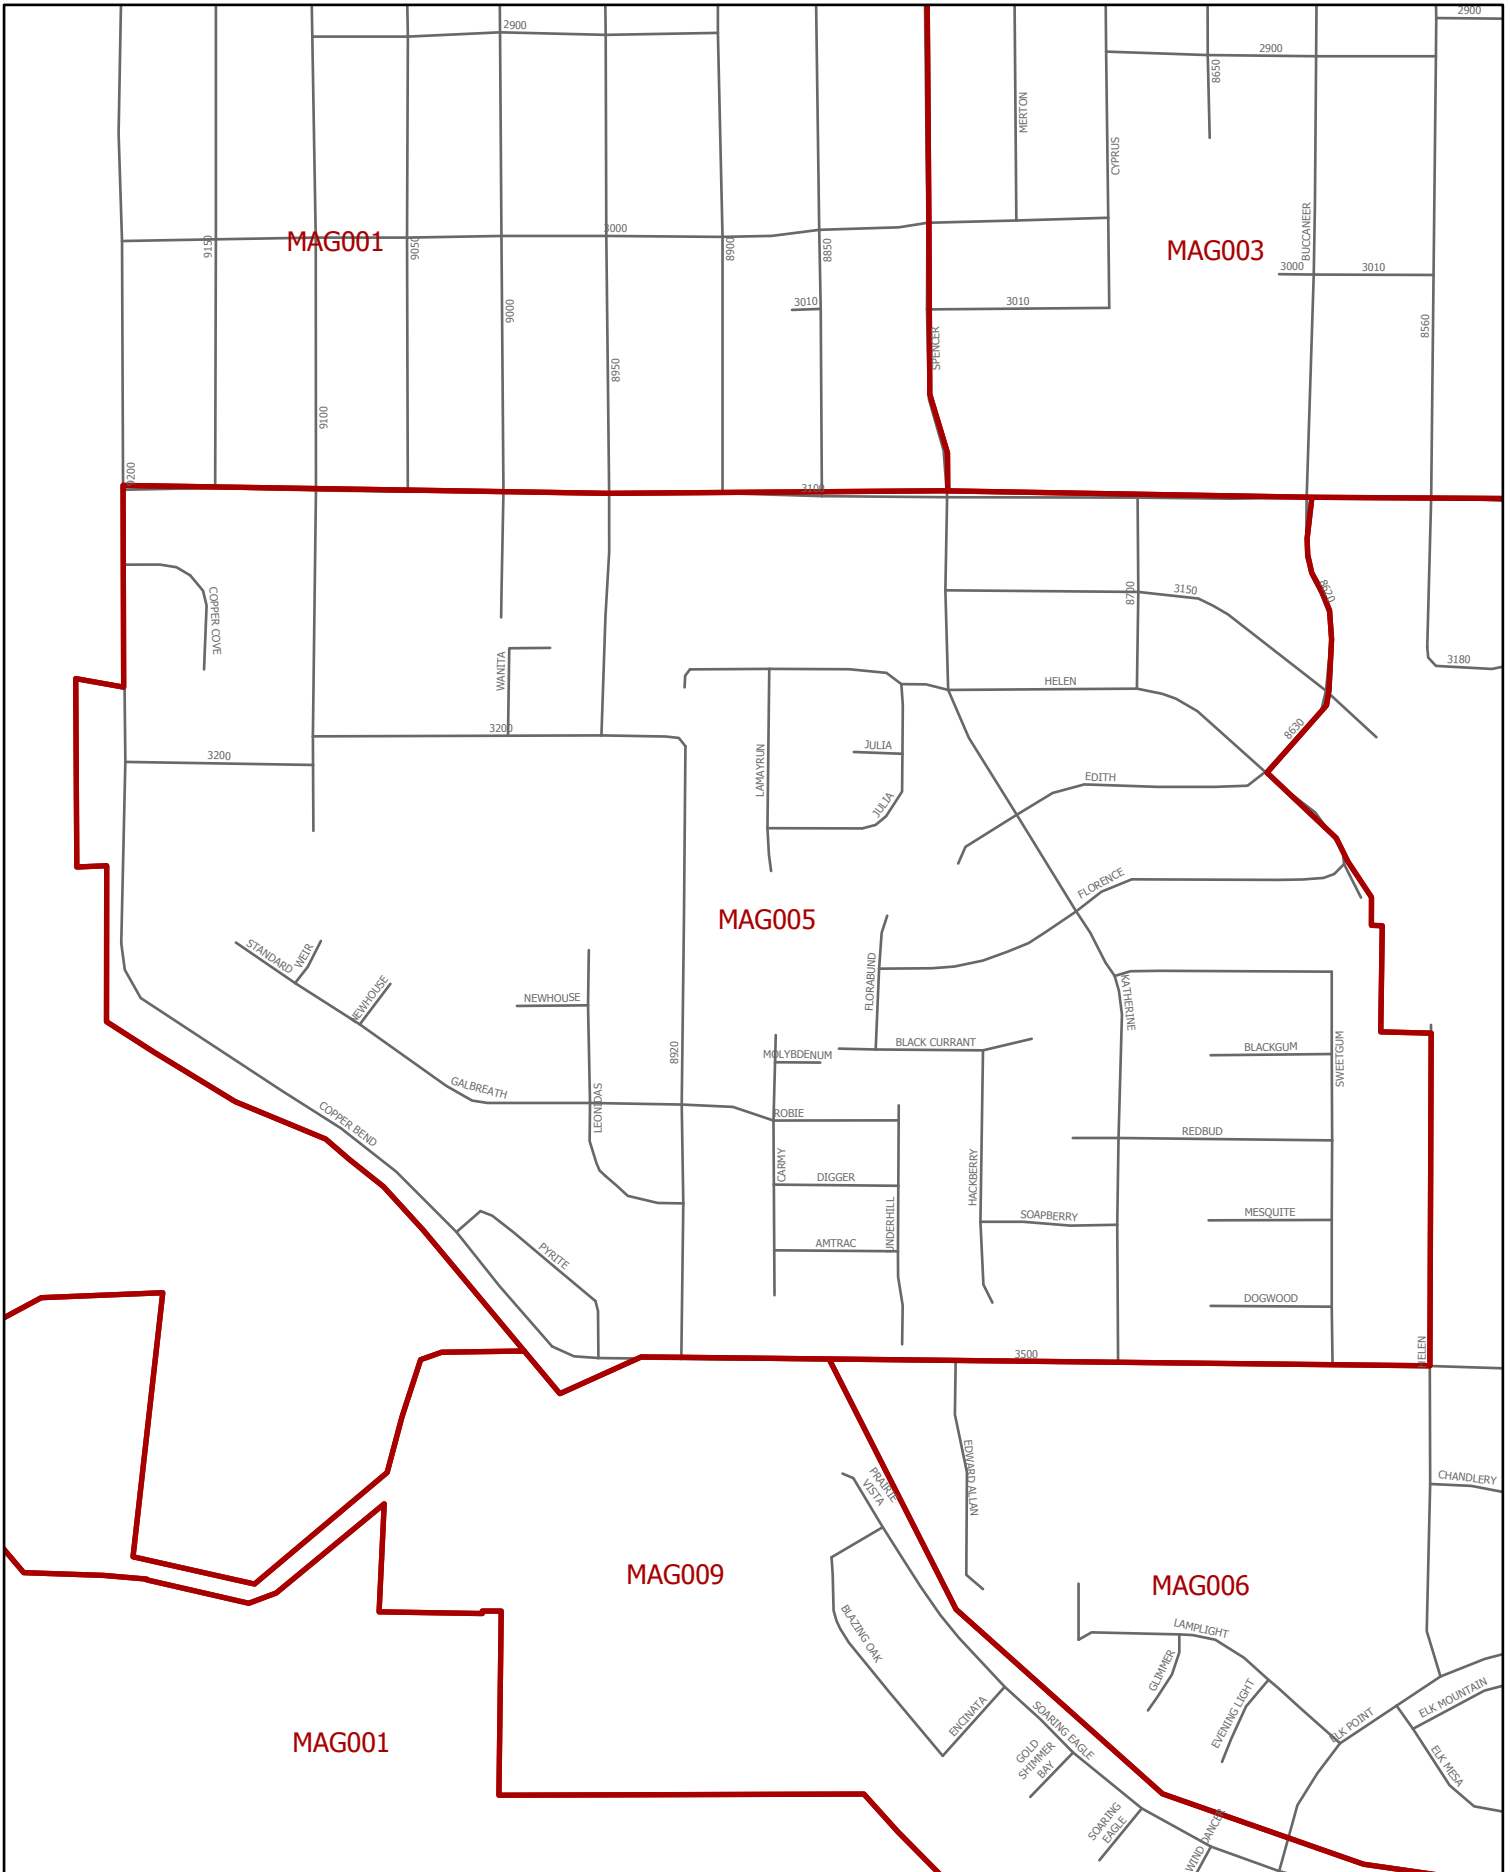 2900
2900
2900
8650
MERTON
CYPRUS
BUCCANEER
9150
MAG001
9050
3000
8900
8850
MAG003
3000
3010
3010
3010
9000
8560
SPENCER
8950
9100
9200
3100
COPPER COVE
8700
3150
8620
WANITA
HELEN
3180
3200
3200
8630
LAMAYRUN
JULIA
JULIA
EDITH
FLORENCE
MAG005
STANDARD
WEIR
NEWHOUSE
NEWHOUSE
FLORABUND
KATHERINE
8920
MOLYBDENUM
BLACK CURRANT
BLACKGUM
SWEETGUM
GALBREATH
COPPER BEND
LEONIDAS
ROBIE
REDBUD
CARMY
DIGGER
HACKBERRY
UNDERHILL
SOAPBERRY
MESQUITE
PYRITE
AMTRAC
DOGWOOD
HELEN
3500
EDWARD ALLAN
PRAIRIE
VISTA
CHANDLERY
MAG009
MAG006
BLAZING OAK
LAMPLIGHT
GLIMMER
EVENING LIGHT
ELK POINT
ELK MOUNTAIN
ELK MESA
ENCINATA
SOARING EAGLE
GOLD
SHIMMER
BAY
MAG001
SOARING
EAGLE
WIND DANCER